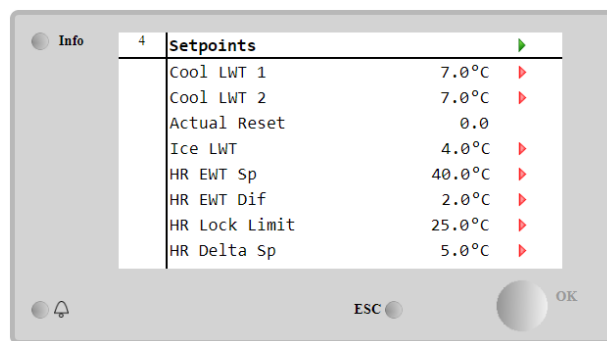 Info
4 Setpoints
Cool LWT 1 7.0°C
Cool LWT 2 7.0°C
Actual Reset 0.0
Ice LWT 4.0°C
HR EWT Sp 40.0°C
HR EWT Dif 2.0°C
HR Lock Limit 25.0°C
HR Delta Sp 5.0°C
ESC
OK